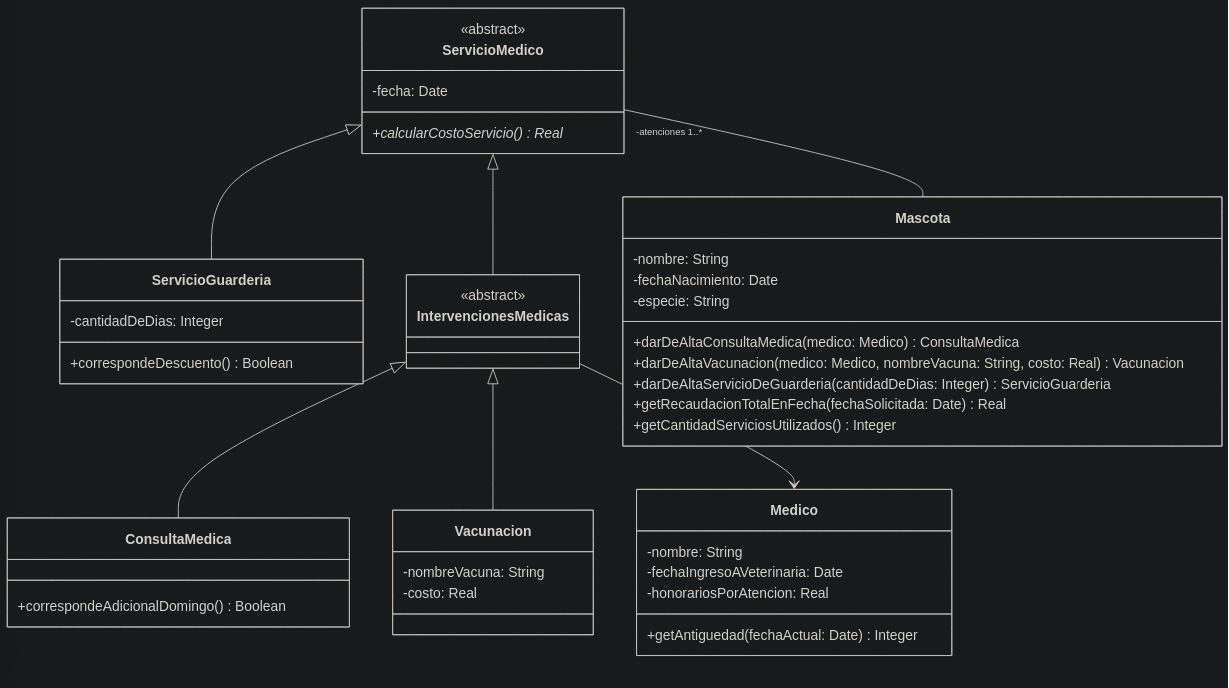 «abstract»
ServicioMedico
-fecha: Date
+calcularCostoServicio() : Real
-atenciones 1..*
Mascota
-nombre: String
-fechaNacimiento: Date
-especie: String
+darDeAltaConsultaMedica(medico: Medico) : ConsultaMedica
+darDeAltaVacunacion(medico: Medico, nombreVacuna: String, costo: Real) : Vacunacion
+darDeAltaServicioDeGuarderia(cantidadDeDias: Integer) : ServicioGuarderia
+getRecaudacionTotalEnFecha(fechaSolicitada: Date) : Real
+getCantidadServiciosUtilizados() : Integer
ServicioGuarderia
-cantidadDeDias: Integer
+correspondeDescuento() : Boolean
«abstract»
IntervencionesMedicas
ConsultaMedica
+correspondeAdicionalDomingo() : Boolean
Vacunacion
-nombreVacuna: String
-costo: Real
Medico
-nombre: String
-fechaIngresoAVeterinaria: Date
-honorariosPorAtencion: Real
+getAntiguedad(fechaActual: Date) : Integer